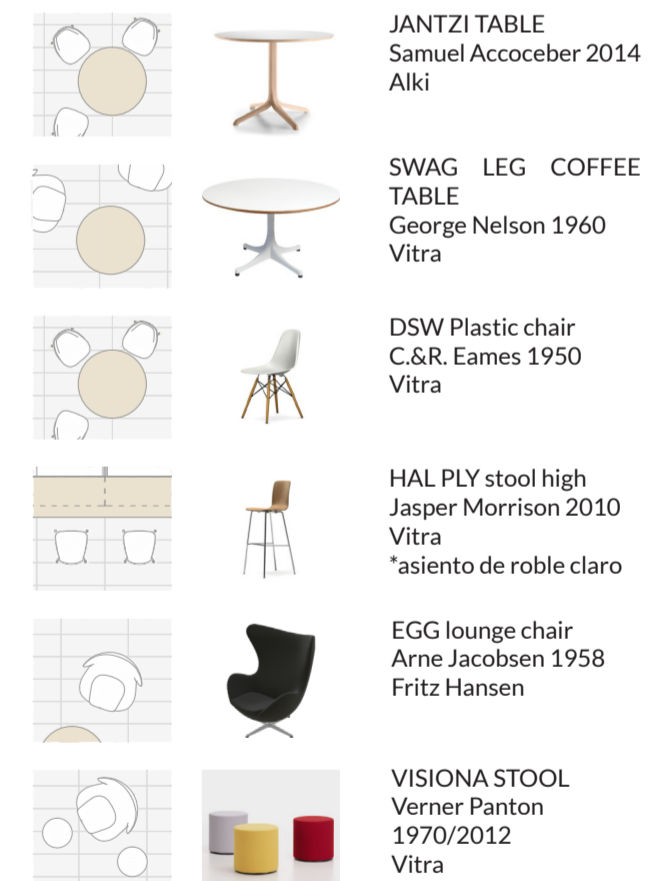 JANTZI TABLE
Samuel Accoceber 2014
Alki
SWAG LEG COFFEE
TABLE
George Nelson 1960
Vitra
DSW Plastic chair
C.&R. Eames 1950
Vitra
HAL PLY stool high
Jasper Morrison 2010
Vitra
*asiento de roble claro
EGG lounge chair
Arne Jacobsen 1958
Fritz Hansen
VISIONA STOOL
Verner Panton
1970/2012
Vitra